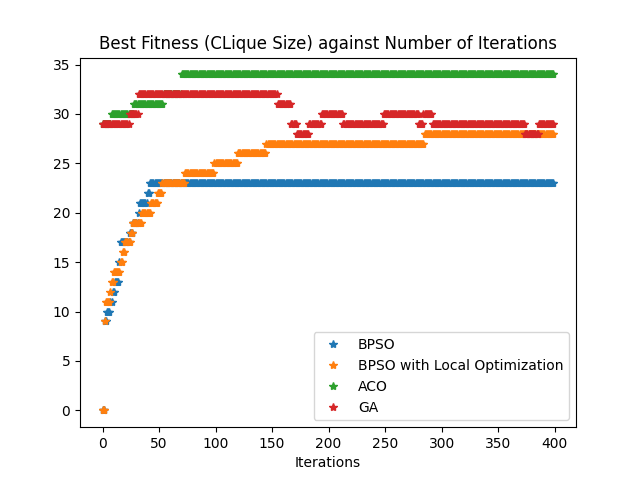 Best Fitness (CLique Size) against Number of Iterations
35
30
25
20
15
10
5
0
BPSO
BPSO with Local Optimization
ACO
GA
0 50 100 150 200 250 300 350 400
Iterations